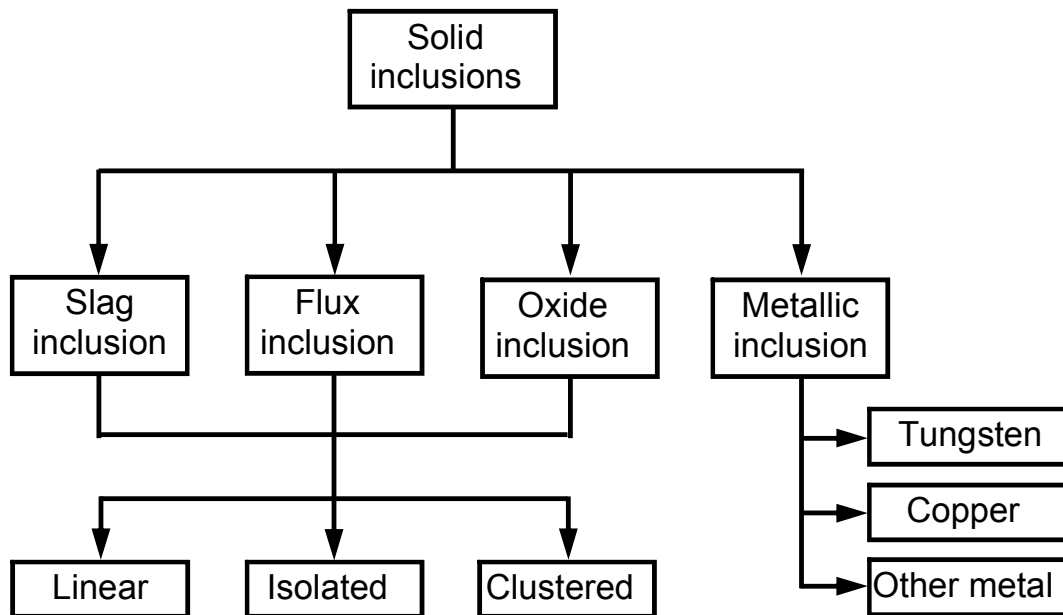 Solid
inclusions
Slag
inclusion
Flux
inclusion
Oxide
inclusion
Metallic
inclusion
Tungsten
Copper
Other metal
Linear
Isolated
Clustered